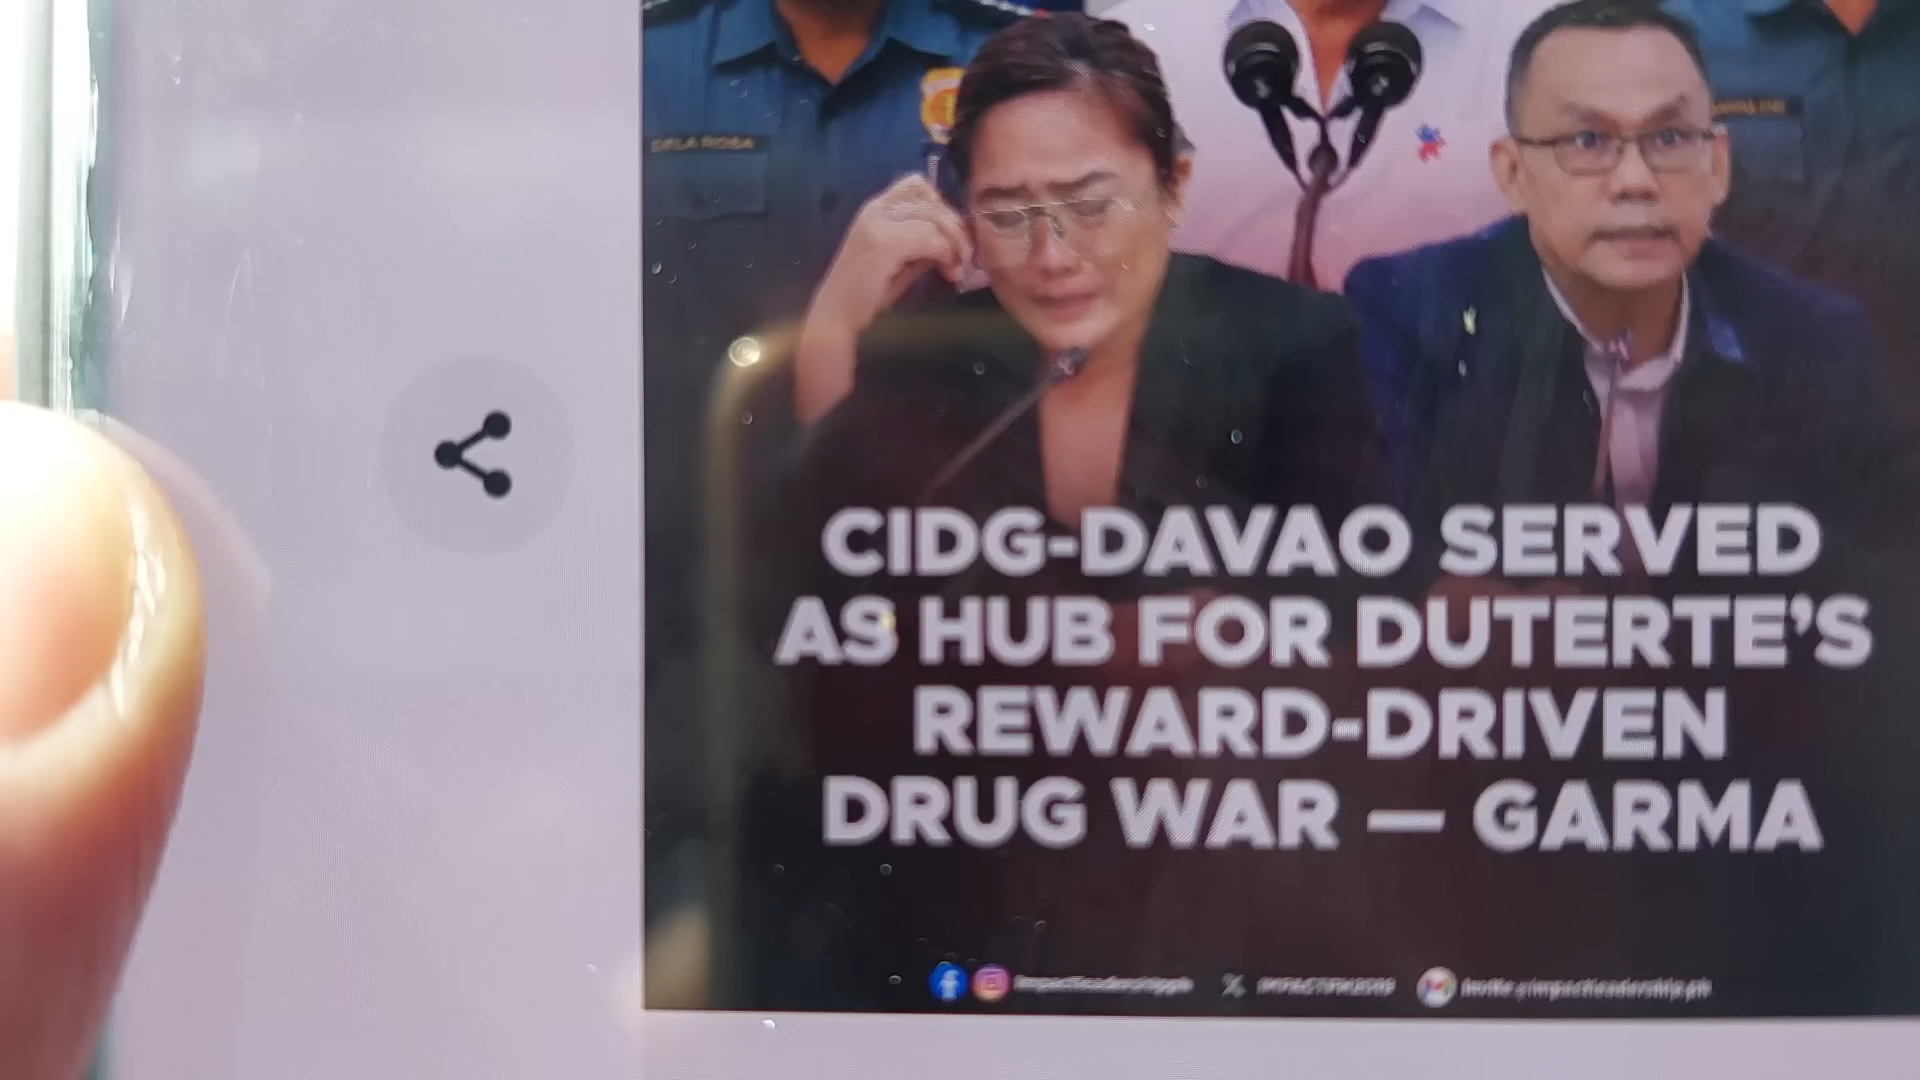 DELA ROSA
CIDG-DAVAO SERVED
AS HUB FOR DUTERTE'S
REWARD-DRIVEN
DRUG WAR — GARMA